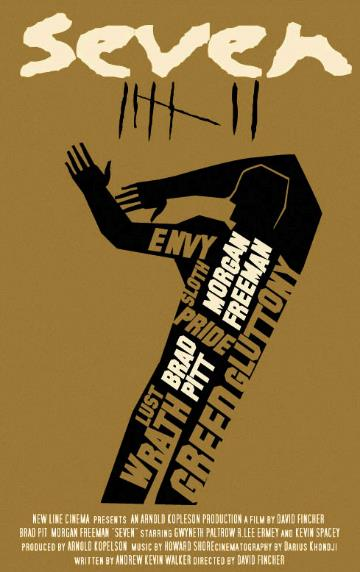 seven
ENVY
SLOTH
MORGAN
FREEMAN
PRIDE
GLUTTONY
BRAD
PITT
LUST
WRATH
GREED
NEW LINE CINEMA PRESENTS AN ARNOLD KOPLESON PRODUCTION A FILM BY DAVID FINCHER
BRAD PIT MORGAN FREEMAN "SEVEN" STARRING GWYNETH PALTROW R.LEE ERMEY AND KEVIN SPACEY
PRODUCED BY ARNOLD KOPELSON MUSIC BY HOWARD SHORECINEMATOGRAPHY BY DARIUS KHONDJI
WRITTEN BY ANDREW KEVIN WALKER DIRECTED BY DAVID FINCHER